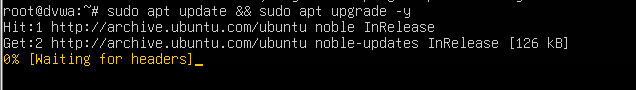 root@dvwa:~# sudo apt update && sudo apt upgrade -y
Hit:1 http://archive.ubuntu.com/ubuntu noble InRelease
Get:2 http://archive.ubuntu.com/ubuntu noble-updates InRelease [126 kB]
0% [Waiting for headers]_